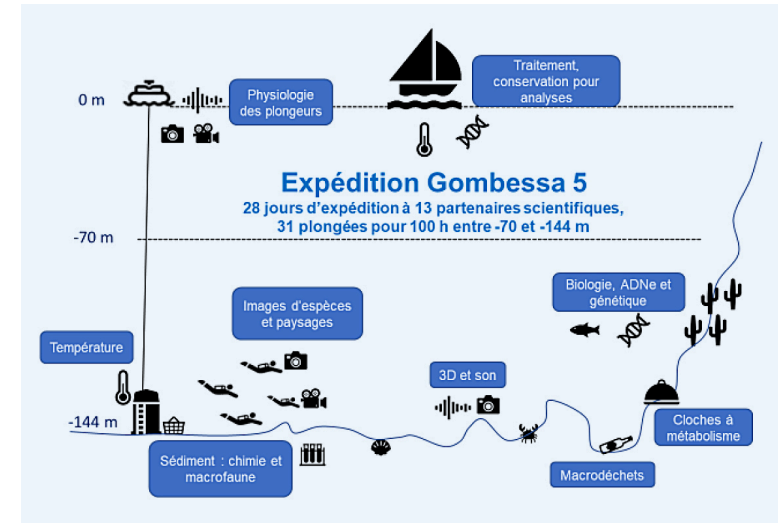 0 m
Physiologie
des plongeurs
Traitement,
conservation pour
analyses
Expédition Gombessa 5
28 jours d'expédition à 13 partenaires scientifiques,
31 plongées pour 100 h entre -70 et -144 m
-70 m
Images d'espèces
et paysages
Biologie, ADNe et
génétique
Température
3D et son
-144 m
Cloches à
métabolisme
Sédiment : chimie et
macrofaune
Macrodéchets